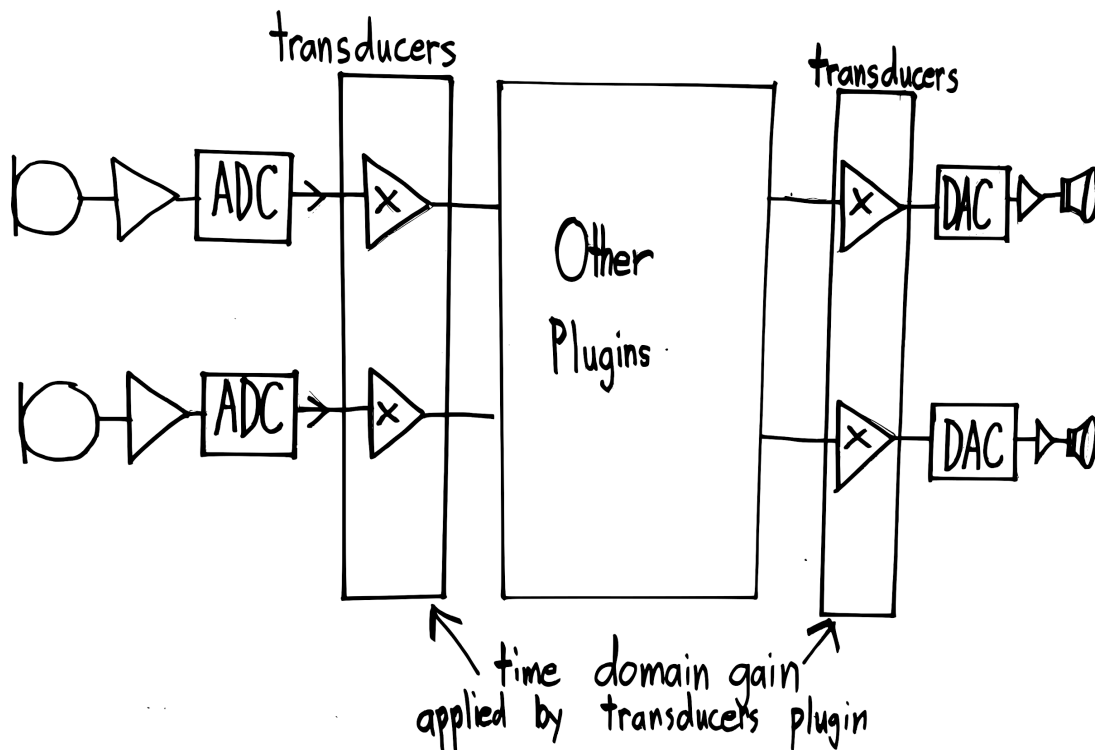 transducers
transducers
ADC
×
Other
Plugins
×
DAC
ADC
×
×
DAC
time domain gain
applied by transducers plugin